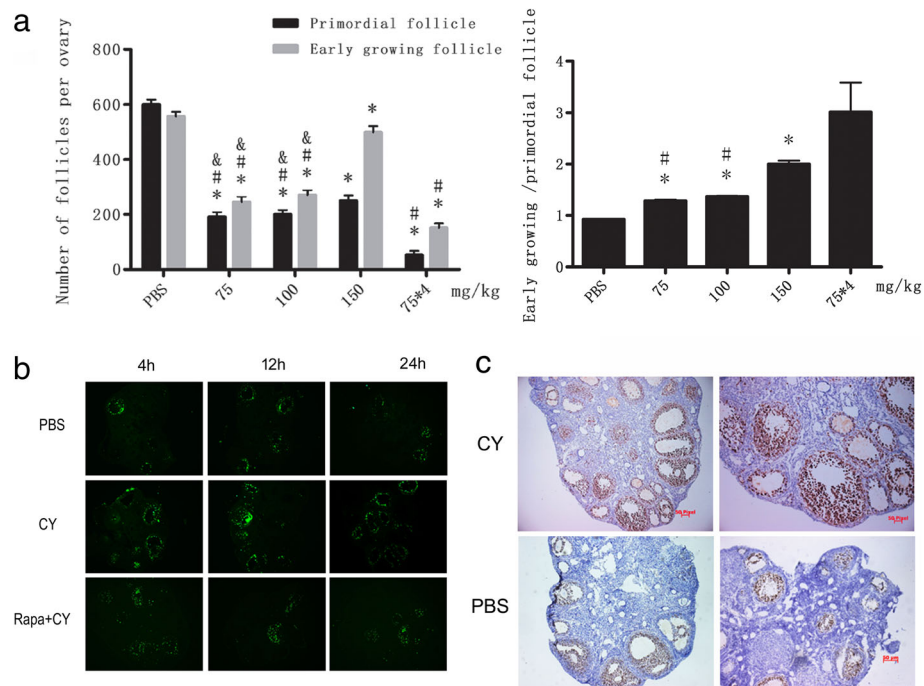 a
Primordial follicle
Early growing follicle
Number of follicles per ovary
800
600
400
200
0
& # *
& # *
& # *
& # *
*
*
# *
# *
PBS 75 100 150 75*4 mg/kg
Early growing /primordial follicle
4
3
2
1
0
# *
# *
*
PBS 75 100 150 75*4 mg/kg
b
4h 12h 24h
PBS
CY
Rapa+CY
c
CY
PBS
50 µm